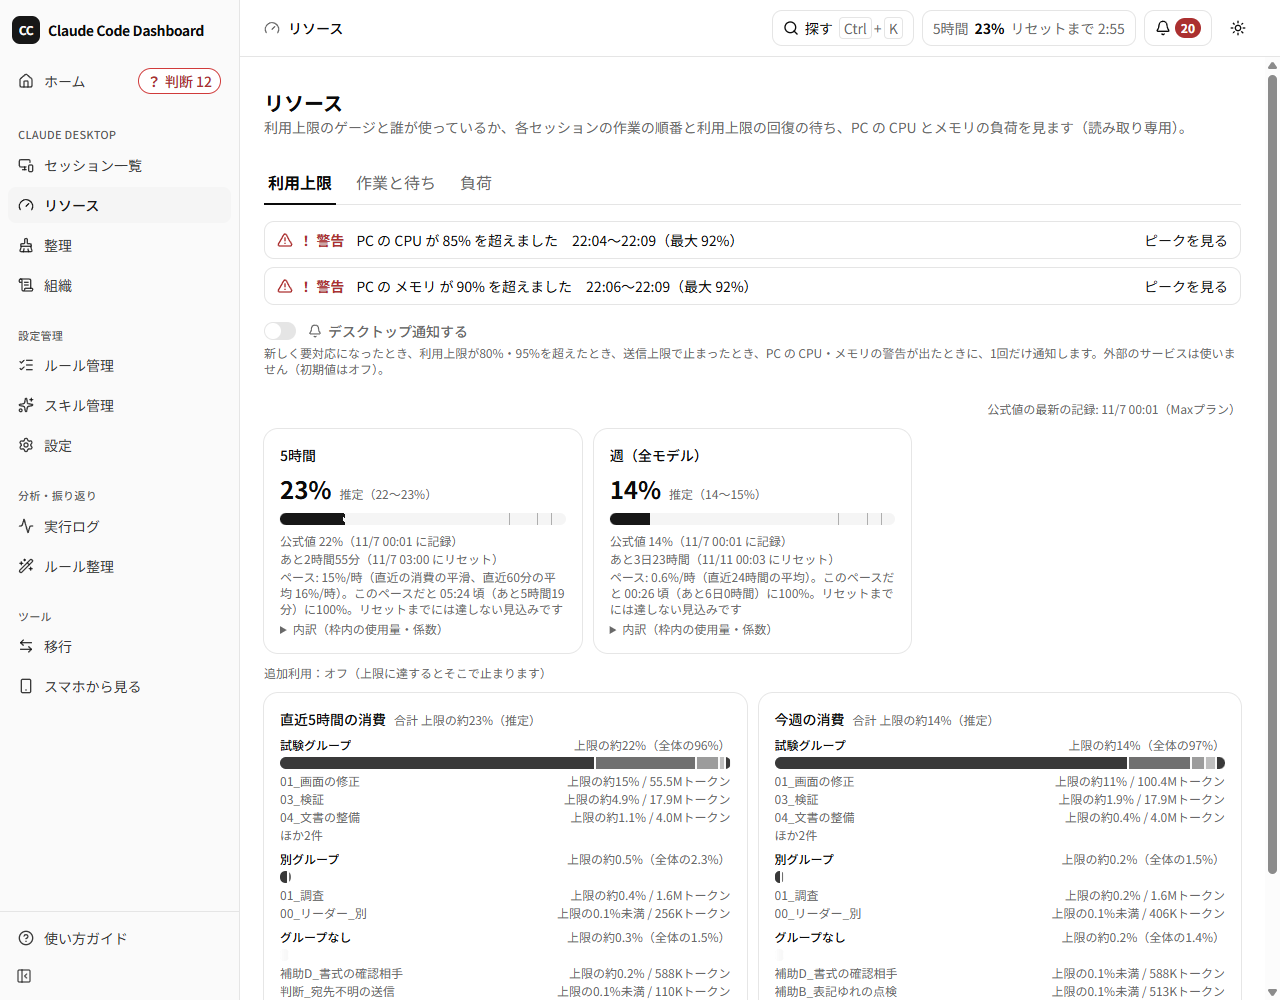 CC Claude Code Dashboard
ホーム
? 判断 12
CLAUDE DESKTOP
セッション一覧
リソース
整理
組織
設定管理
ルール管理
スキル管理
設定
分析・振り返り
実行ログ
ルール整理
ツール
移行
スマホから見る
使い方ガイド
リソース
探す Ctrl + K
5時間 23% リセットまで 2:55
20
リソース
利用上限のゲージと誰が使っているか、各セッションの作業の順番と利用上限の回復の待ち、PC の CPU とメモリの負荷を見ます（読み取り専用）。
利用上限 作業と待ち 負荷
! 警告 PC の CPU が 85% を超えました 22:04〜22:09（最大 92%） ピークを見る
! 警告 PC の メモリ が 90% を超えました 22:06〜22:09（最大 92%） ピークを見る
デスクトップ通知する
新しく要対応になったとき、利用上限が80%・95%を超えたとき、送信上限で止まったとき、PC の CPU・メモリの警告が出たときに、1回だけ通知します。外部のサービスは使いま
せん（初期値はオフ）。
公式値の最新の記録: 11/7 00:01（Maxプラン）
5時間
23% 推定（22〜23%）
公式値 22%（11/7 00:01 に記録）
あと2時間55分（11/7 03:00 にリセット）
ペース: 15%/時（直近の消費の平滑、直近60分の平
均 16%/時）。このペースだと 05:24 頃（あと5時間19
分）に100%。リセットまでには達しない見込みです
▶ 内訳（枠内の使用量・係数）
週（全モデル）
14% 推定（14〜15%）
公式値 14%（11/7 00:01 に記録）
あと3日23時間（11/11 00:03 にリセット）
ペース: 0.6%/時（直近24時間の平均）。このペースだ
と 00:26 頃（あと6日0時間）に100%。リセットまで
には達しない見込みです
▶ 内訳（枠内の使用量・係数）
追加利用：オフ（上限に達するとそこで止まります）
直近5時間の消費 合計 上限の約23%（推定）
試験グループ 上限の約22%（全体の96%）
01_画面の修正 上限の約15% / 55.5Mトークン
03_検証 上限の約4.9% / 17.9Mトークン
04_文書の整備 上限の約1.1% / 4.0Mトークン
ほか2件
別グループ 上限の約0.5%（全体の2.3%）
01_調査 上限の約0.4% / 1.6Mトークン
00_リーダー_別 上限の0.1%未満 / 256Kトークン
グループなし 上限の約0.3%（全体の1.5%）
補助D_書式の確認相手 上限の約0.2% / 588Kトークン
判断_宛先不明の送信 上限の0.1%未満 / 110Kトークン
今週の消費 合計 上限の約14%（推定）
試験グループ 上限の約14%（全体の97%）
01_画面の修正 上限の約11% / 100.4Mトークン
03_検証 上限の約1.9% / 17.9Mトークン
04_文書の整備 上限の約0.4% / 4.0Mトークン
ほか2件
別グループ 上限の約0.2%（全体の1.5%）
01_調査 上限の約0.2% / 1.6Mトークン
00_リーダー_別 上限の0.1%未満 / 406Kトークン
グループなし 上限の約0.2%（全体の1.4%）
補助D_書式の確認相手 上限の0.1%未満 / 588Kトークン
補助B_表記ゆれの点検 上限の0.1%未満 / 513Kトークン